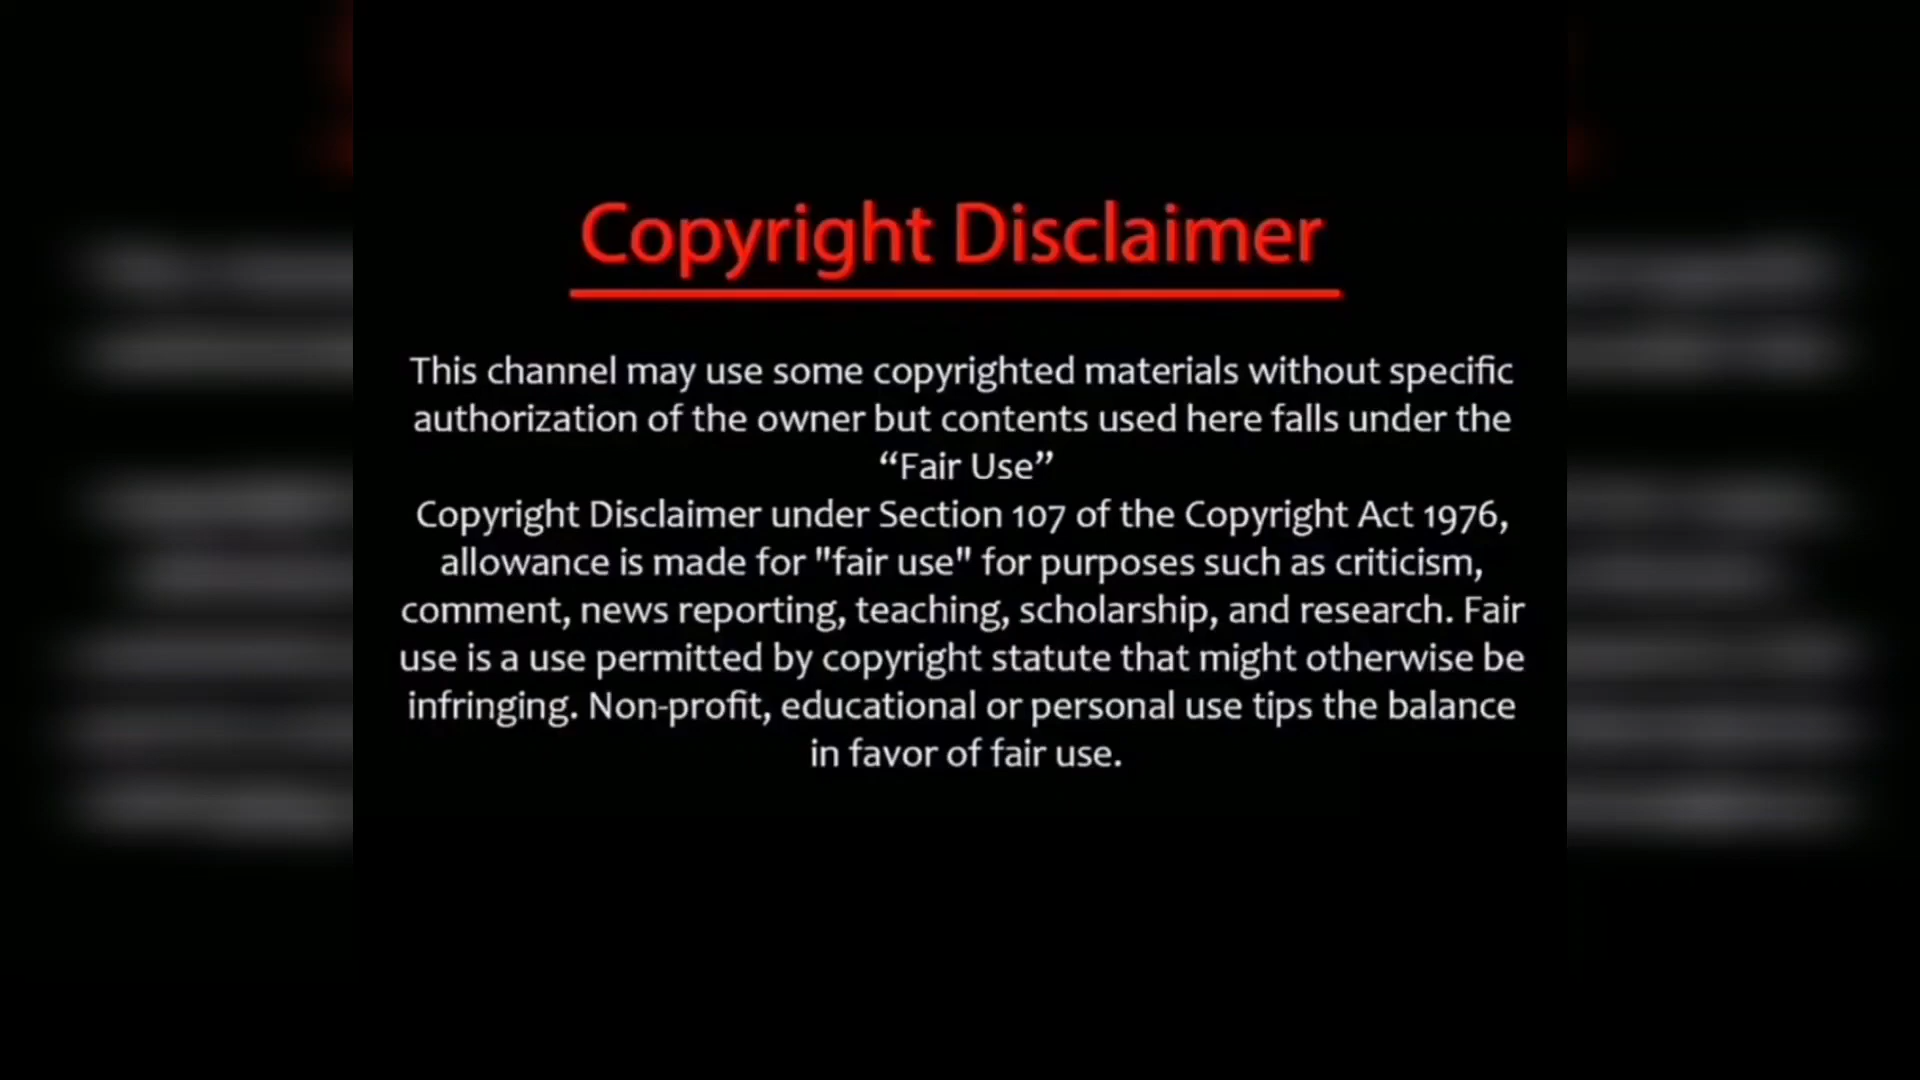 Copyright Disclaimer
This channel may use some copyrighted materials without specific
authorization of the owner but contents used here falls under the
“Fair Use”
Copyright Disclaimer under Section 107 of the Copyright Act 1976,
allowance is made for "fair use" for purposes such as criticism,
comment, news reporting, teaching, scholarship, and research. Fair
use is a use permitted by copyright statute that might otherwise be
infringing. Non-profit, educational or personal use tips the balance
in favor of fair use.